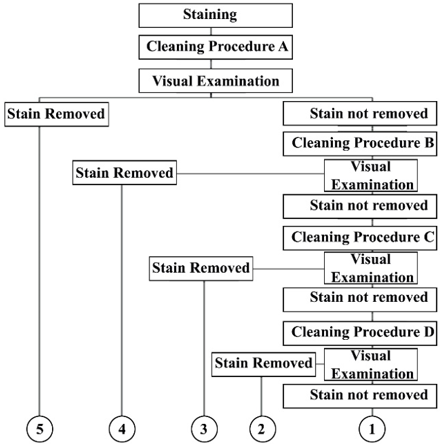 Staining
Cleaning Procedure A
Visual Examination
Stain Removed
Stain not removed
Cleaning Procedure B
Stain Removed
Visual
Examination
Stain not removed
Cleaning Procedure C
Stain Removed
Visual
Examination
Stain not removed
Cleaning Procedure D
Stain Removed
Visual
Examination
Stain not removed
5
4
3
2
1